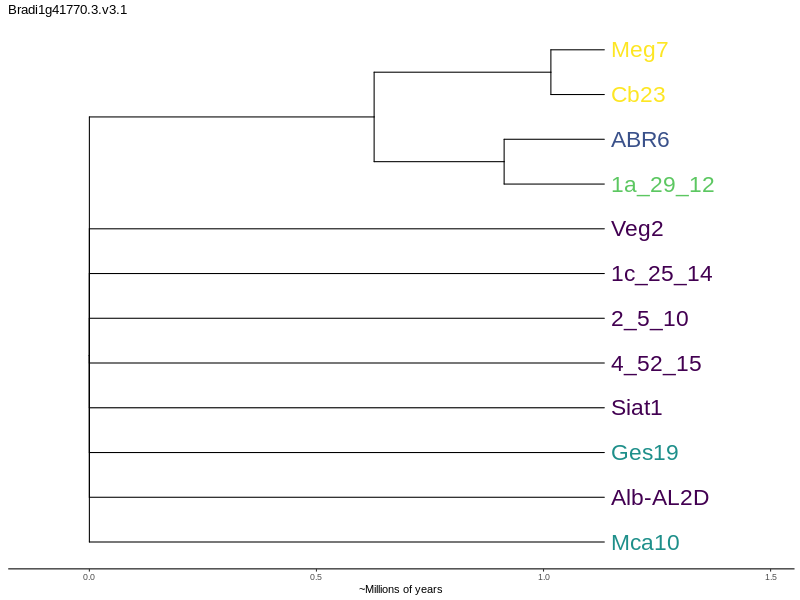 Bradi1g41770.3.v3.1
Meg7
Cb23
ABR6
1a_29_12
Veg2
1c_25_14
2_5_10
4_52_15
Siat1
Ges19
Alb-AL2D
Mca10
0.0 0.5 1.0 1.5
~Millions of years